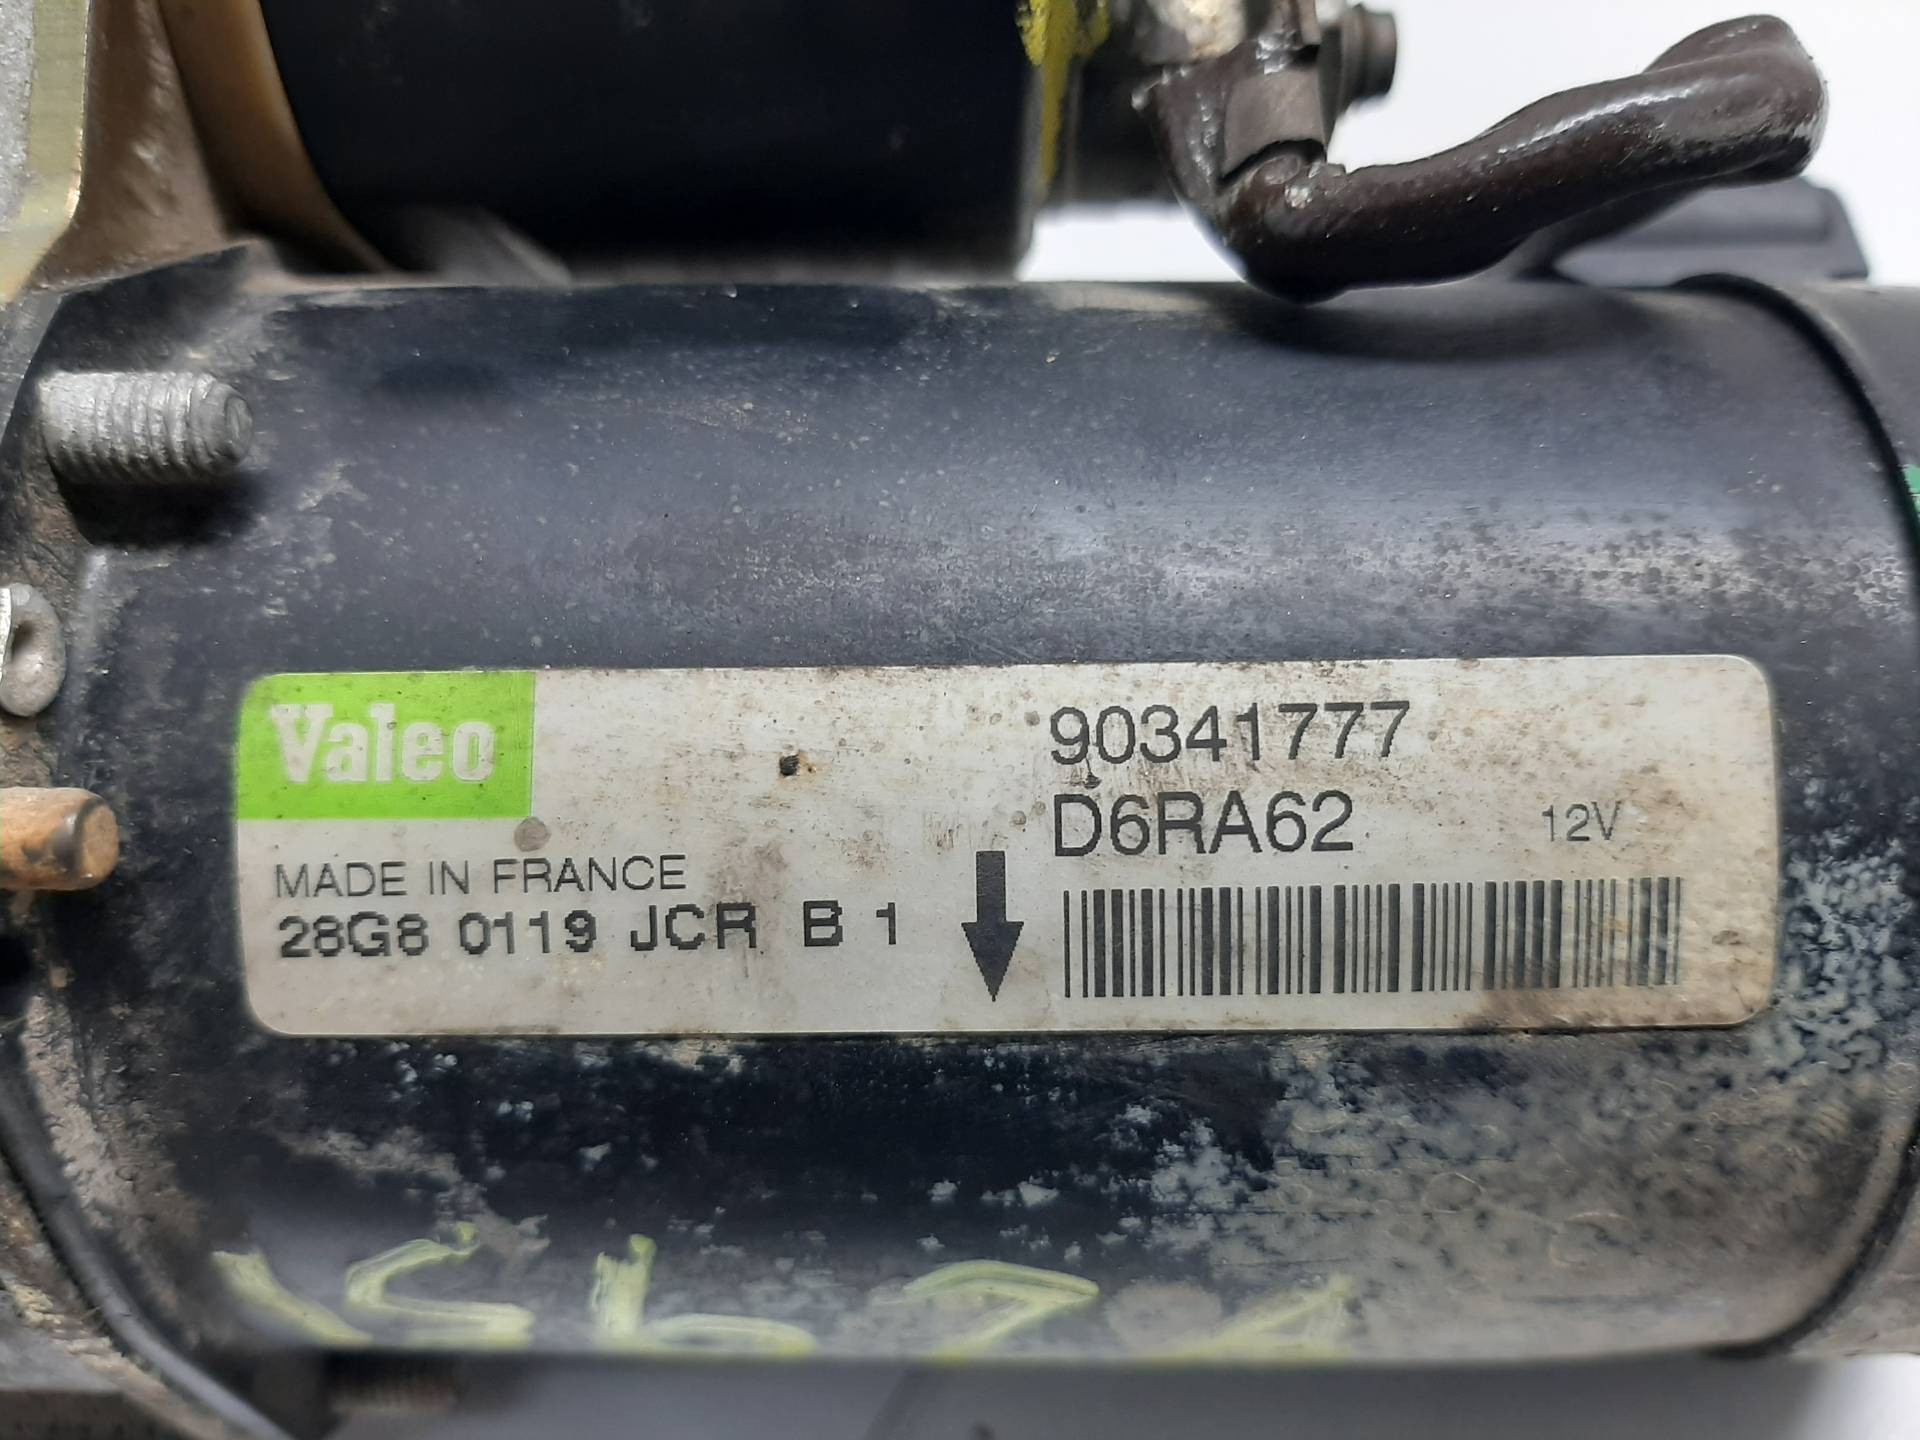 Valeo
90341777
D6RA62 12V
MADE IN FRANCE
28G8 0119 JCR B 1